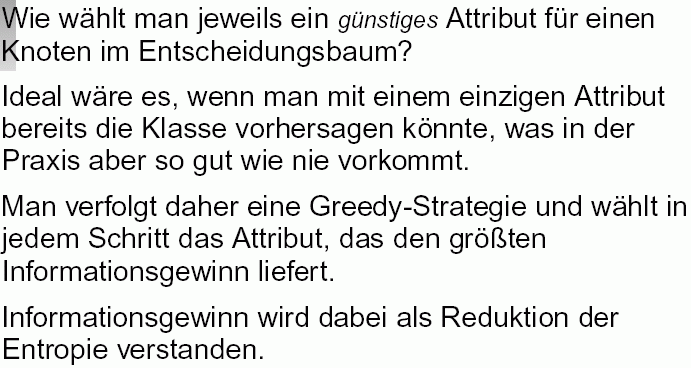 Wie wählt man jeweils ein günstiges Attribut für einen
Knoten im Entscheidungsbaum?
Ideal wäre es, wenn man mit einem einzigen Attribut
bereits die Klasse vorhersagen könnte, was in der
Praxis aber so gut wie nie vorkommt.
Man verfolgt daher eine Greedy-Strategie und wählt in
jedem Schritt das Attribut, das den größten
Informationsgewinn liefert.
Informationsgewinn wird dabei als Reduktion der
Entropie verstanden.